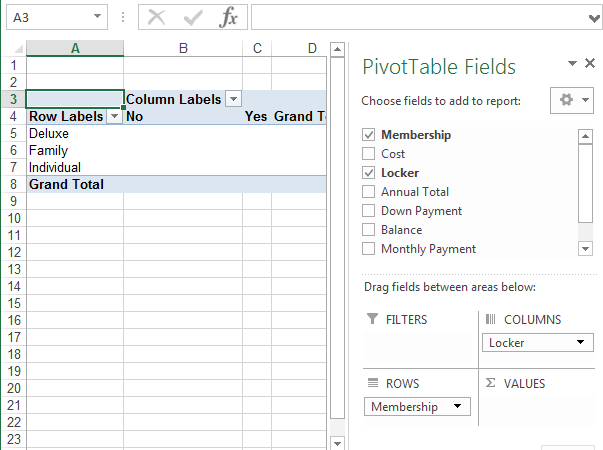 A3
fx
A B C D
1
2
3 Column Labels
4 Row Labels No Yes Grand T
5 Deluxe
6 Family
7 Individual
8 Grand Total
9
10
11
12
13
14
15
16
17
18
19
20
21
22
23
PivotTable Fields
Choose fields to add to report:
Membership
Cost
Locker
Annual Total
Down Payment
Balance
Monthly Payment
Drag fields between areas below:
FILTERS
COLUMNS
Locker
ROWS
Σ VALUES
Membership